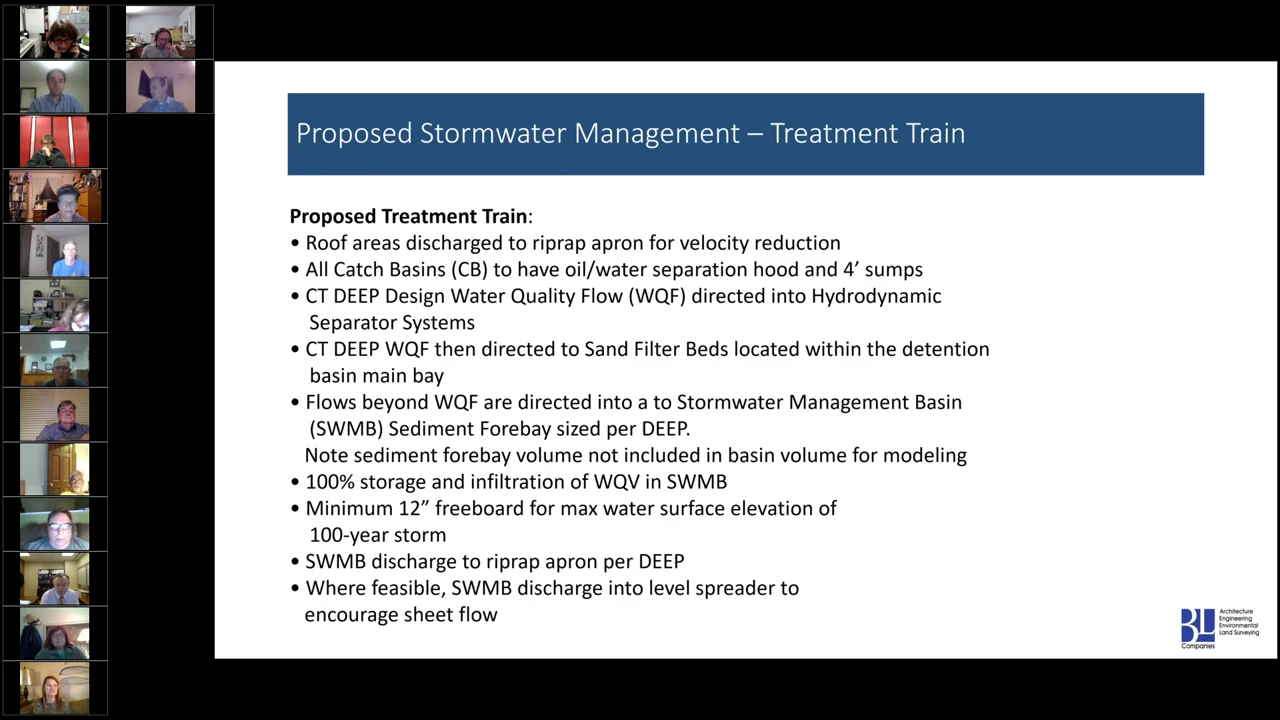 Proposed Stormwater Management – Treatment Train
Proposed Treatment Train:
• Roof areas discharged to riprap apron for velocity reduction
• All Catch Basins (CB) to have oil/water separation hood and 4’ sumps
• CT DEEP Design Water Quality Flow (WQF) directed into Hydrodynamic
Separator Systems
• CT DEEP WQF then directed to Sand Filter Beds located within the detention
basin main bay
• Flows beyond WQF are directed into a to Stormwater Management Basin
(SWMB) Sediment Forebay sized per DEEP.
Note sediment forebay volume not included in basin volume for modeling
• 100% storage and infiltration of WQV in SWMB
• Minimum 12” freeboard for max water surface elevation of
100-year storm
• SWMB discharge to riprap apron per DEEP
• Where feasible, SWMB discharge into level spreader to
encourage sheet flow
BL
Companies
Architecture
Engineering
Environmental
Land Surveying